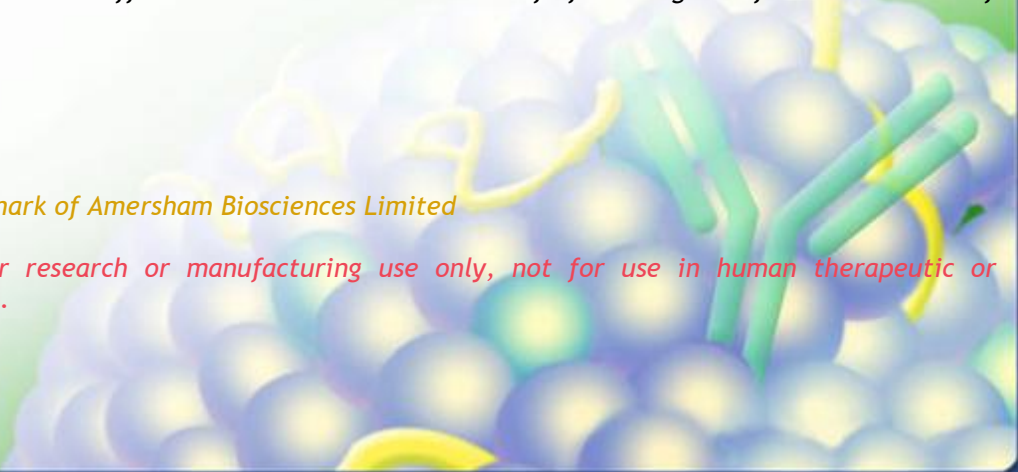 mark of Amersham Biosciences Limited
research or manufacturing use only, not for use in human therapeutic or
.